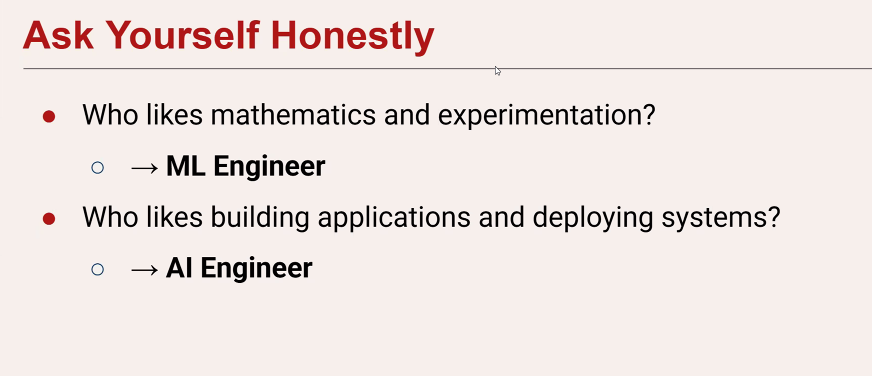 Ask Yourself Honestly
● Who likes mathematics and experimentation?
○ → ML Engineer
● Who likes building applications and deploying systems?
○ → AI Engineer